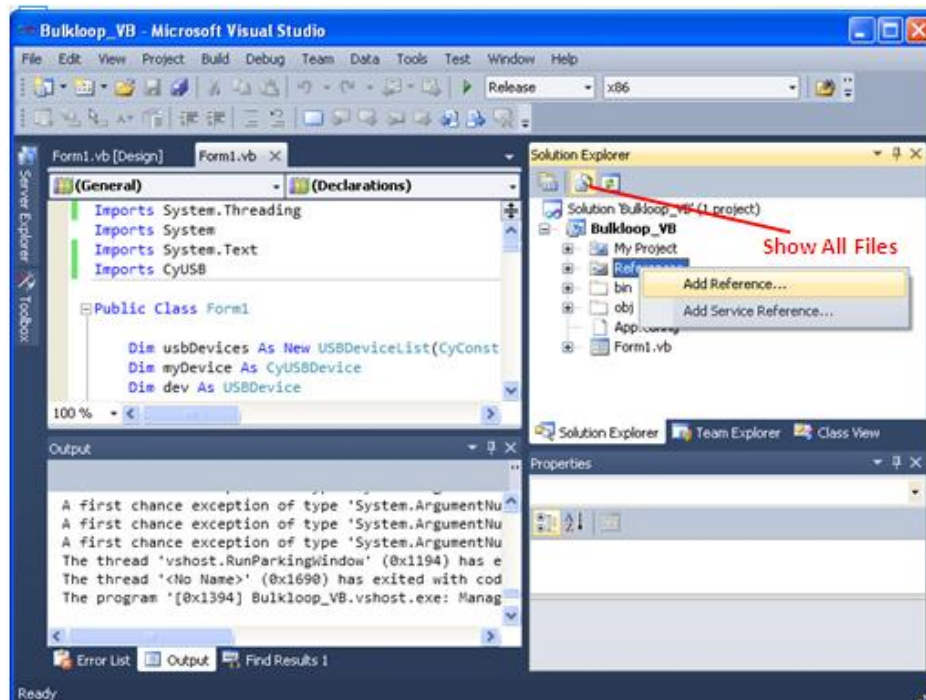 Bulkloop_VB - Microsoft Visual Studio
File Edit View Project Build Debug Team Data Tools Test Window Help
Release x86
Server Explorer
Toolbox
Form1.vb [Design] Form1.vb
(General) (Declarations)
Imports System.Threading
Imports System
Imports System.Text
Imports CyUSB
Public Class Form1
Dim usbDevices As New USBDeviceList(CyConst
Dim myDevice As CyUSBDevice
Dim dev As USBDevice
100 %
Output
A first chance exception of type 'System.ArgumentNu
A first chance exception of type 'System.ArgumentNu
A first chance exception of type 'System.ArgumentNu
The thread 'vshost.RunParkingWindow' (0x1194) has e
The thread '<No Name>' (0x1690) has exited with cod
The program '[0x1394] Bulkloop_VB.vshost.exe: Manag
Error List Output Find Results 1
Ready
Solution Explorer
Solution 'Bulkloop_VB' (1 project)
Bulkloop_VB
My Project
References
bin
obj
App.config
Form1.vb
Show All Files
Add Reference...
Add Service Reference...
Solution Explorer Team Explorer Class View
Properties